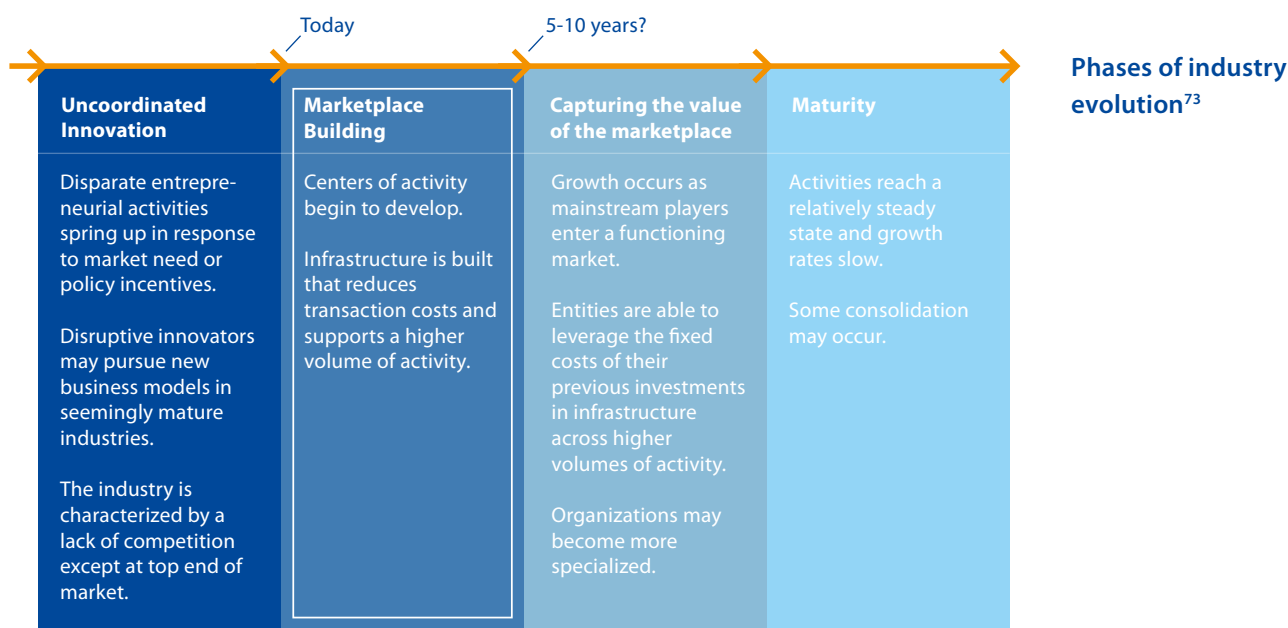 Today
5-10 years?
Phases of industry
evolution73
Uncoordinated
Innovation
Disparate entrepre-
neurial activities
spring up in response
to market need or
policy incentives.
Disruptive innovators
may pursue new
business models in
seemingly mature
industries.
The industry is
characterized by a
lack of competition
except at top end of
market.
Marketplace
Building
Centers of activity
begin to develop.
Infrastructure is built
that reduces
transaction costs and
supports a higher
volume of activity.
Capturing the value
of the marketplace
Growth occurs as
mainstream players
enter a functioning
market.
Entities are able to
leverage the fixed
costs of their
previous investments
in infrastructure
across higher
volumes of activity.
Organizations may
become more
specialized.
Maturity
Activities reach a
relatively steady
state and growth
rates slow.
Some consolidation
may occur.